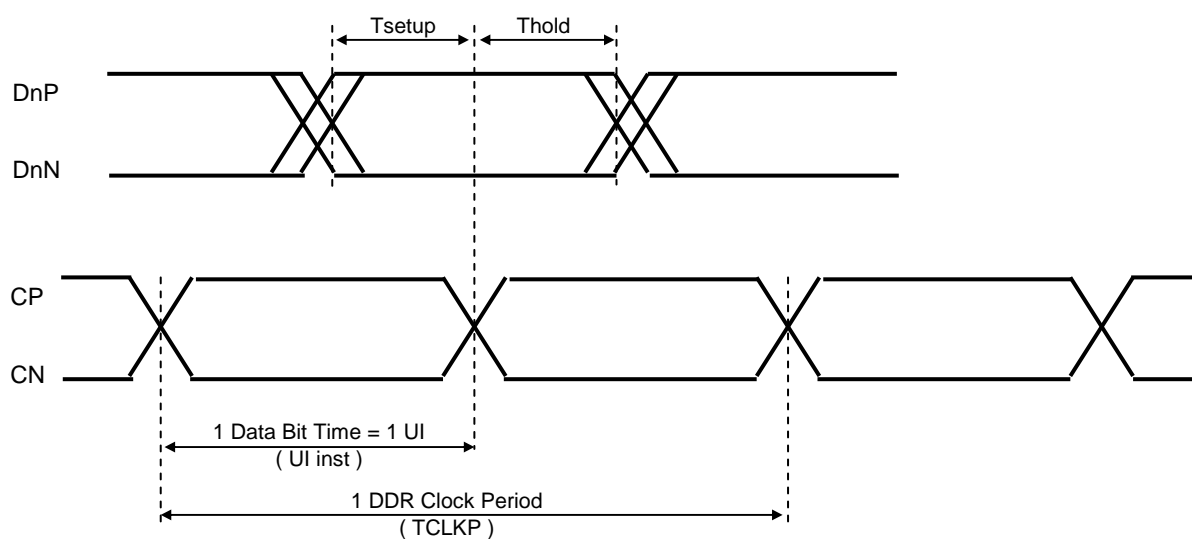 Tsetup
Thold
DnP
DnN
CP
CN
1 Data Bit Time = 1 UI
( UI inst )
1 DDR Clock Period
( TCLKP )